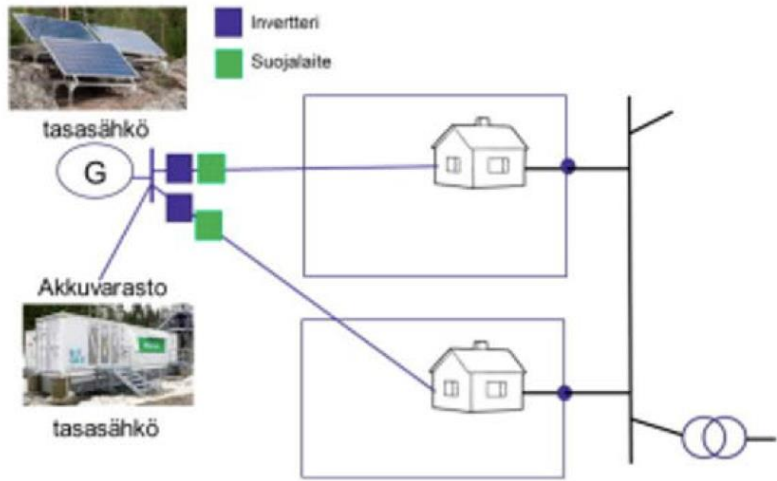 Invertteri
Suojalaite
tasasähkö
G
Akkuvarasto
tasasähkö